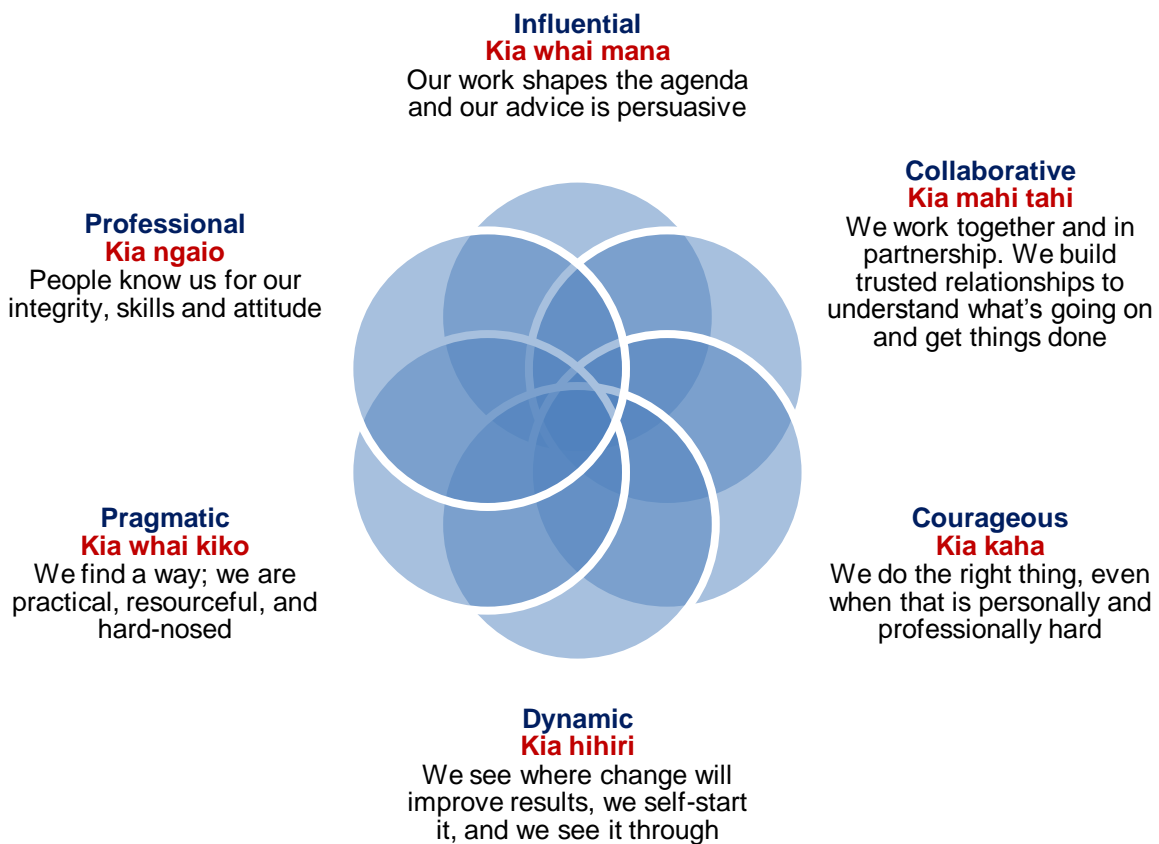 Influential
Kia whai mana
Our work shapes the agenda
and our advice is persuasive
Collaborative
Kia mahi tahi
We work together and in
partnership. We build
trusted relationships to
understand what’s going on
and get things done
Courageous
Kia kaha
We do the right thing, even
when that is personally and
professionally hard
Dynamic
Kia hihiri
We see where change will
improve results, we self-start
it, and we see it through
Pragmatic
Kia whai kiko
We find a way; we are
practical, resourceful, and
hard-nosed
Professional
Kia ngaio
People know us for our
integrity, skills and attitude